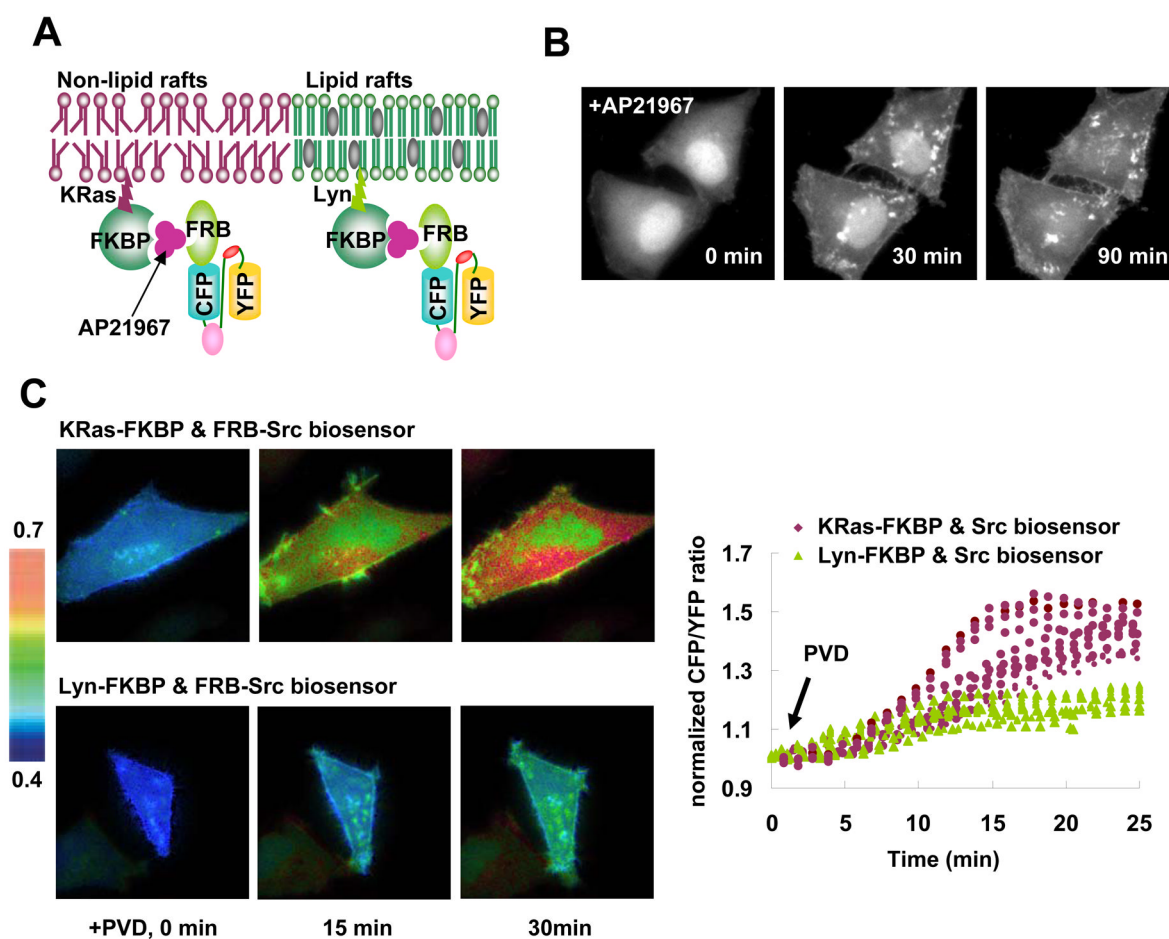 A
Non-lipid rafts
Lipid rafts
KRas
Lyn
FKBP
FRB
FKBP
FRB
CFP
YFP
CFP
YFP
AP21967
B
+AP21967
0 min
30 min
90 min
C
KRas-FKBP & FRB-Src biosensor
0.7
0.4
Lyn-FKBP & FRB-Src biosensor
+PVD, 0 min
15 min
30min
KRas-FKBP & Src biosensor
Lyn-FKBP & Src biosensor
PVD
normalized CFP/YFP ratio
1.7
1.5
1.3
1.1
0.9
0 5 10 15 20 25
Time (min)